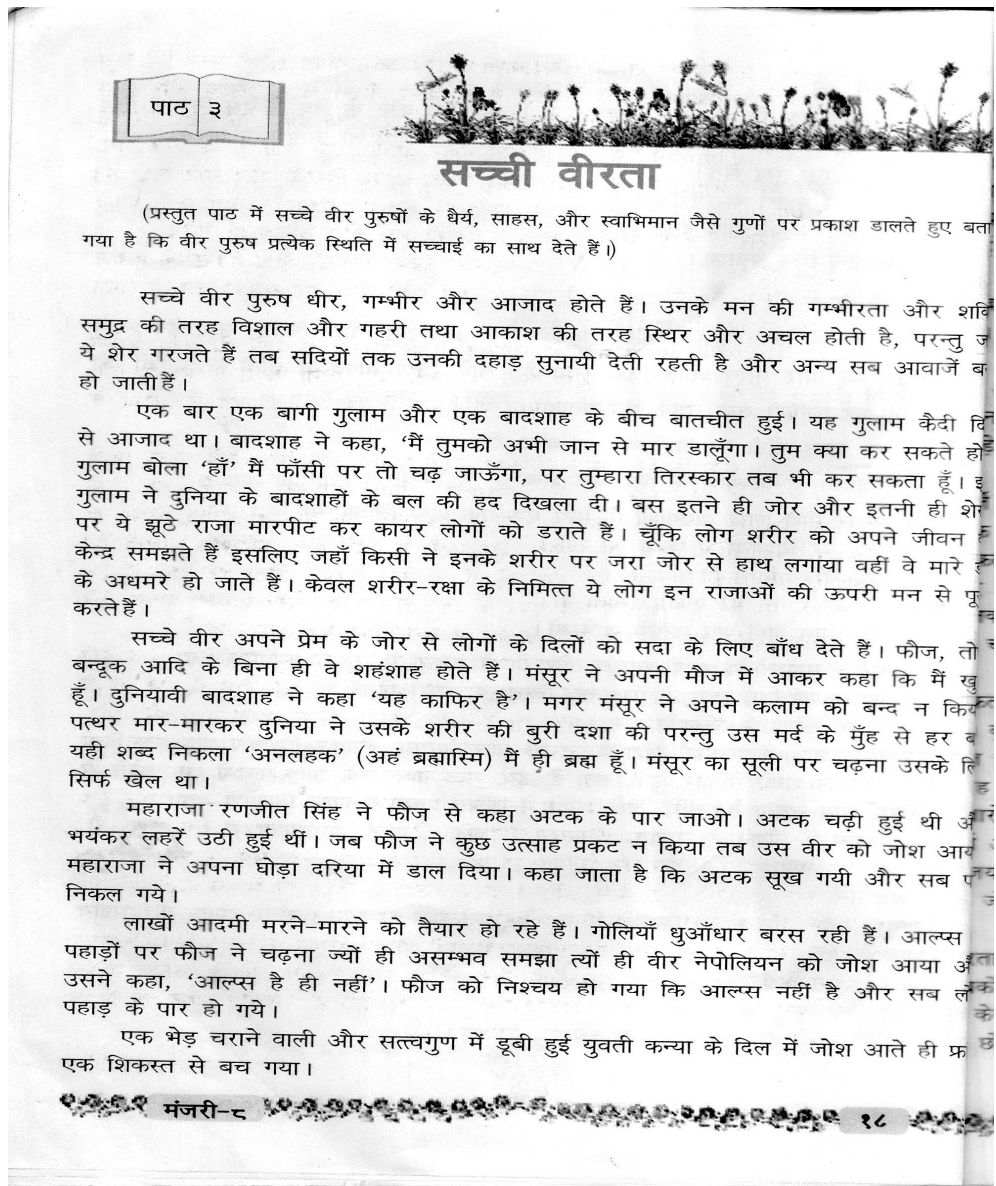 पाठ ३
सच्ची वीरता
(प्रस्तुत पाठ में सच्चे वीर पुरुषों के धैर्य, साहस, और स्वाभिमान जैसे गुणों पर प्रकाश डालते हुए बता
गया है कि वीर पुरुष प्रत्येक स्थिति में सच्चाई का साथ देते हैं।)
सच्चे वीर पुरुष धीर, गम्भीर और आजाद होते हैं। उनके मन की गम्भीरता और
समुद्र की तरह विशाल और गहरी तथा आकाश की तरह स्थिर और अचल होती है, परन्तु
ये शेर गरजते हैं तब सदियों तक उनकी दहाड़ सुनायी देती रहती है और अन्य सब आवाजें
हो जाती हैं।
एक बार एक बागी गुलाम और एक बादशाह के बीच बातचीत हुई। यह गुलाम कैदी
से आजाद था। बादशाह ने कहा, ‘मैं तुमको अभी जान से मार डालूँगा। तुम क्या कर सकते हो
गुलाम बोला ‘हाँ’ मैं फाँसी पर तो चढ़ जाऊँगा, पर तुम्हारा तिरस्कार तब भी कर सकता हूँ।
गुलाम ने दुनिया के बादशाहों के बल की हद दिखला दी। बस इतने ही जोर और इतनी ही
पर ये झूठे राजा मारपीट कर कायर लोगों को डराते हैं। चूँकि लोग शरीर को अपने जीवन
केन्द्र समझते हैं इसलिए जहाँ किसी ने इनके शरीर पर जरा जोर से हाथ लगाया वहीं वे मारे
के अधमरे हो जाते हैं। केवल शरीर-रक्षा के निमित्त ये लोग इन राजाओं की ऊपरी मन से
करते हैं।
सच्चे वीर अपने प्रेम के जोर से लोगों के दिलों को सदा के लिए बाँध देते हैं। फौज, तो
बन्दूक आदि के बिना ही वे शहंशाह होते हैं। मंसूर ने अपनी मौज में आकर कहा कि मैं खु
हूँ। दुनियावी बादशाह ने कहा ‘यह काफिर है’। मगर मंसूर ने अपने कलाम को बन्द न
पत्थर मार-मारकर दुनिया ने उसके शरीर की बुरी दशा की परन्तु उस मर्द के मुँह से हर
यही शब्द निकला ‘अनलहक’ (अहं ब्रह्मास्मि) मैं ही ब्रह्म हूँ। मंसूर का सूली पर चढ़ना उसके
सिर्फ खेल था।
महाराजा रणजीत सिंह ने फौज से कहा अटक के पार जाओ। अटक चढ़ी हुई थी
भयंकर लहरें उठी हुई थीं। जब फौज ने कुछ उत्साह प्रकट न किया तब उस वीर को जोश
महाराजा ने अपना घोड़ा दरिया में डाल दिया। कहा जाता है कि अटक सूख गयी और सब
निकल गये।
लाखों आदमी मरने-मारने को तैयार हो रहे हैं। गोलियाँ धुआँधार बरस रही हैं। आल्प्स
पहाड़ों पर फौज ने चढ़ना ज्यों ही असम्भव समझा त्यों ही वीर नेपोलियन को जोश आया
उसने कहा, ‘आल्प्स है ही नहीं’। फौज को निश्चय हो गया कि आल्प्स नहीं है और सब
पहाड़ के पार हो गये।
एक भेड़ चराने वाली और सत्त्वगुण में डूबी हुई युवती कन्या के दिल में जोश आते ही फ्र
एक शिकस्त से बच गया।
मंजरी-८
१८